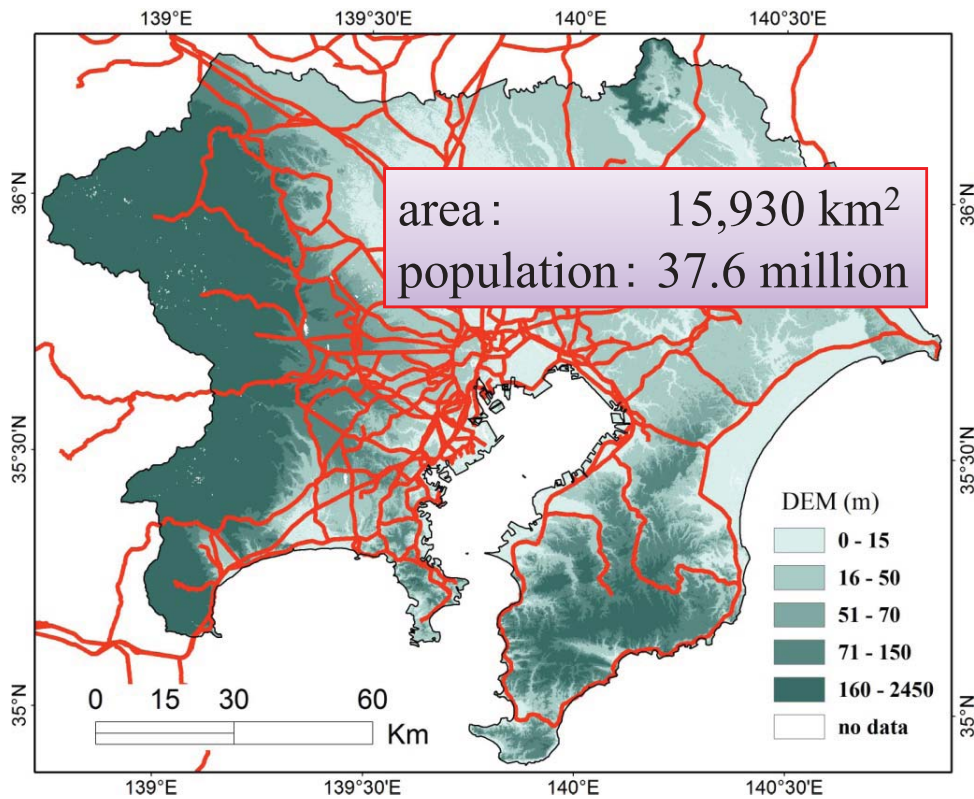 139°E 139°30'E 140°E 140°30'E
36°N 36°N
area: 15,930 km²
population: 37.6 million
35°30'N 35°30'N
DEM (m)
0 - 15
16 - 50
51 - 70
71 - 150
160 - 2450
no data
35°N 35°N
0 15 30 60
Km
139°E 139°30'E 140°E 140°30'E